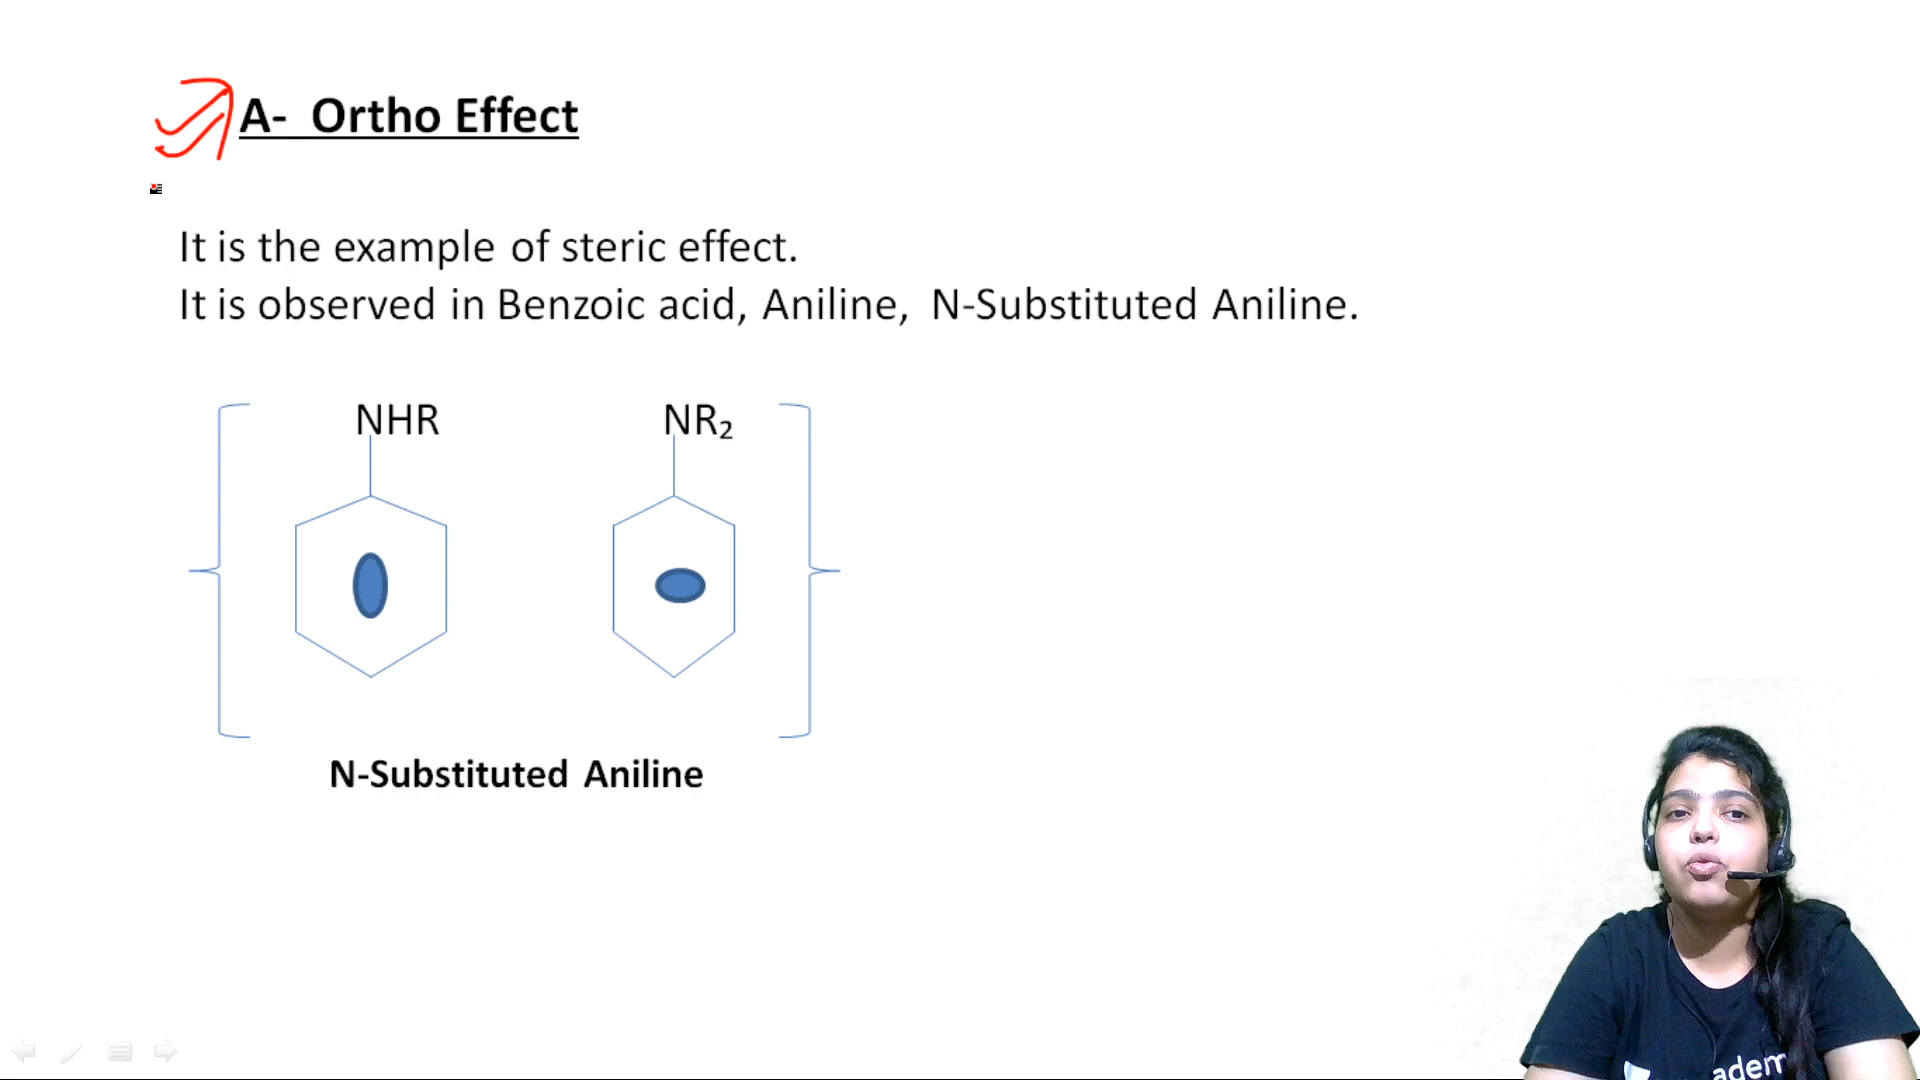 A- Ortho Effect
It is the example of steric effect.
It is observed in Benzoic acid, Aniline, N-Substituted Aniline.
NHR
NR₂
N-Substituted Aniline
adem